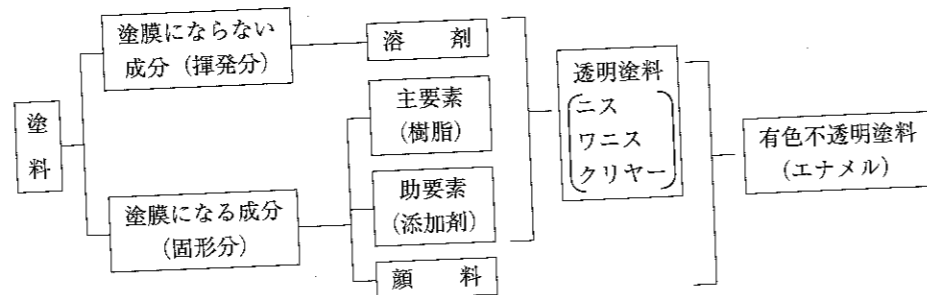 塗料
塗膜にならない
成分（揮発分）
溶　剤
主要素
（樹脂）
塗膜になる成分
（固形分）
助要素
（添加剤）
顔　料
透明塗料
ニス
ワニス
クリヤー
有色不透明塗料
（エナメル）